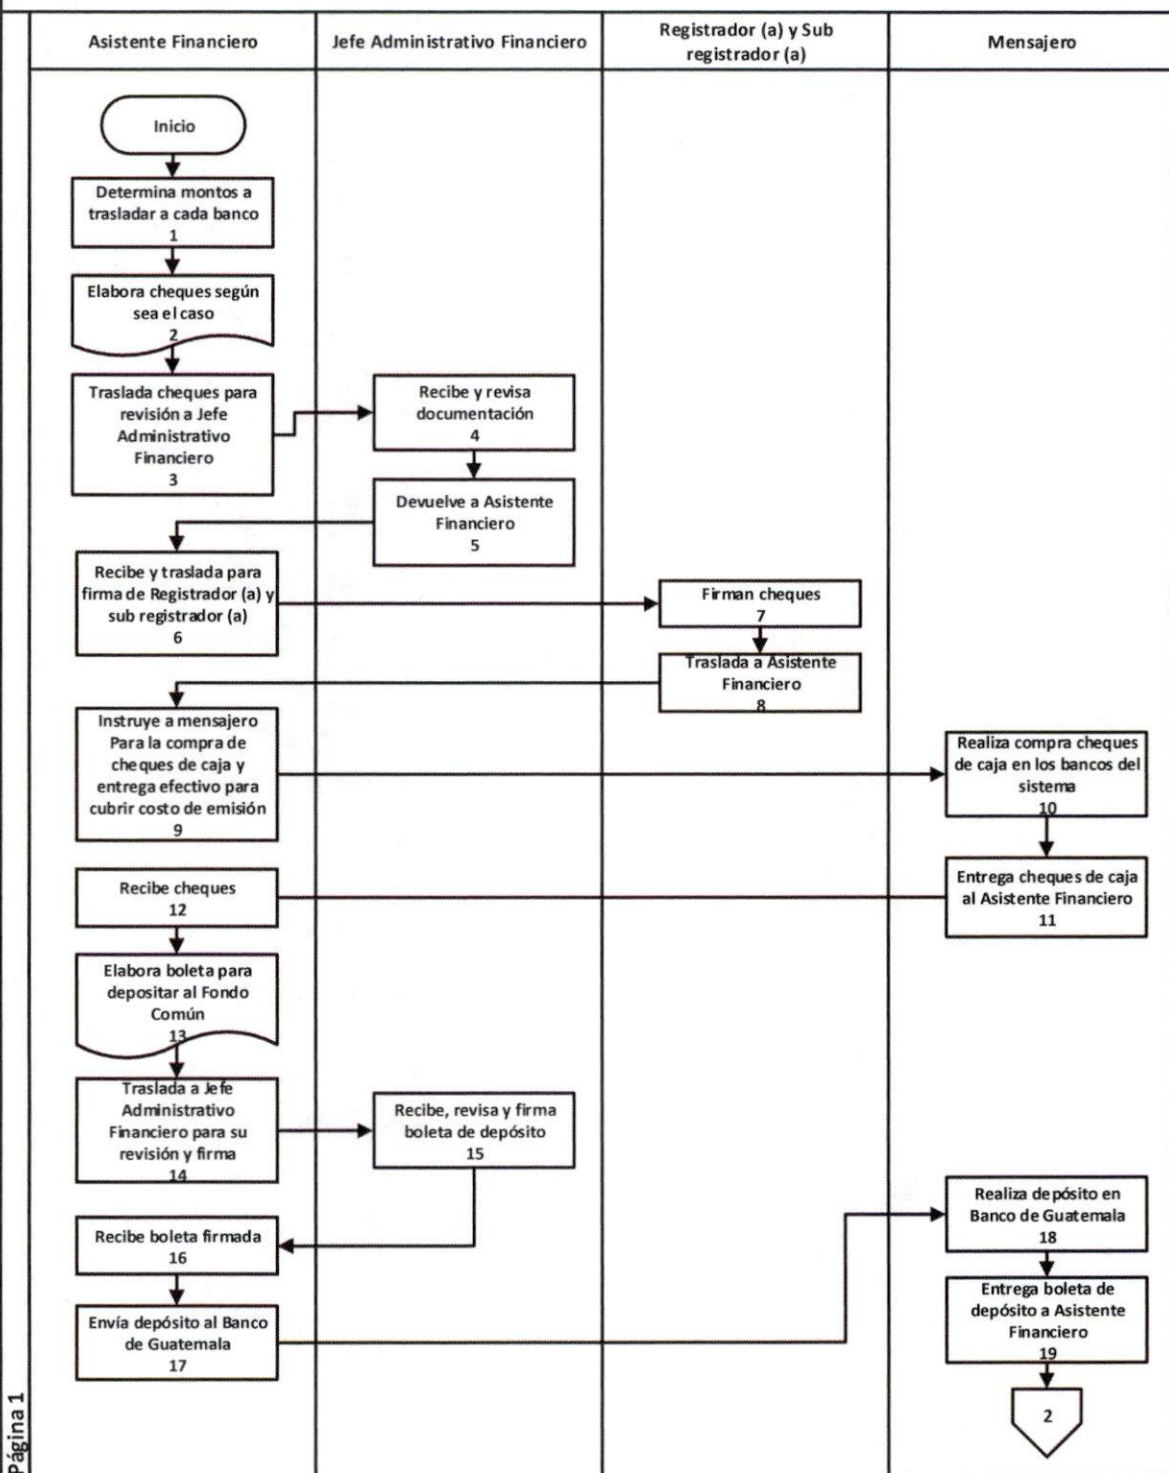 Asistente Financiero
Jefe Administrativo Financiero
Registrador (a) y Sub
registrador (a)
Mensajero
Inicio
Determina montos a
trasladar a cada banco
1
Elabora cheques según
sea el caso
2
Traslada cheques para
revisión a Jefe
Administrativo
Financiero
3
Recibe y revisa
documentación
4
Devuelve a Asistente
Financiero
5
Recibe y traslada para
firma de Registrador (a) y
sub registrador (a)
6
Firman cheques
7
Traslada a Asistente
Financiero
8
Instruye a mensajero
Para la compra de
cheques de caja y
entrega efectivo para
cubrir costo de emisión
9
Realiza compra cheques
de caja en los bancos del
sistema
10
Entrega cheques de caja
al Asistente Financiero
11
Recibe cheques
12
Elabora boleta para
depositar al Fondo
Común
13
Traslada a Jefe
Administrativo
Financiero para su
revisión y firma
14
Recibe, revisa y firma
boleta de depósito
15
Recibe boleta firmada
16
Envía depósito al Banco
de Guatemala
17
Realiza depósito en
Banco de Guatemala
18
Entrega boleta de
depósito a Asistente
Financiero
19
2
Página 1